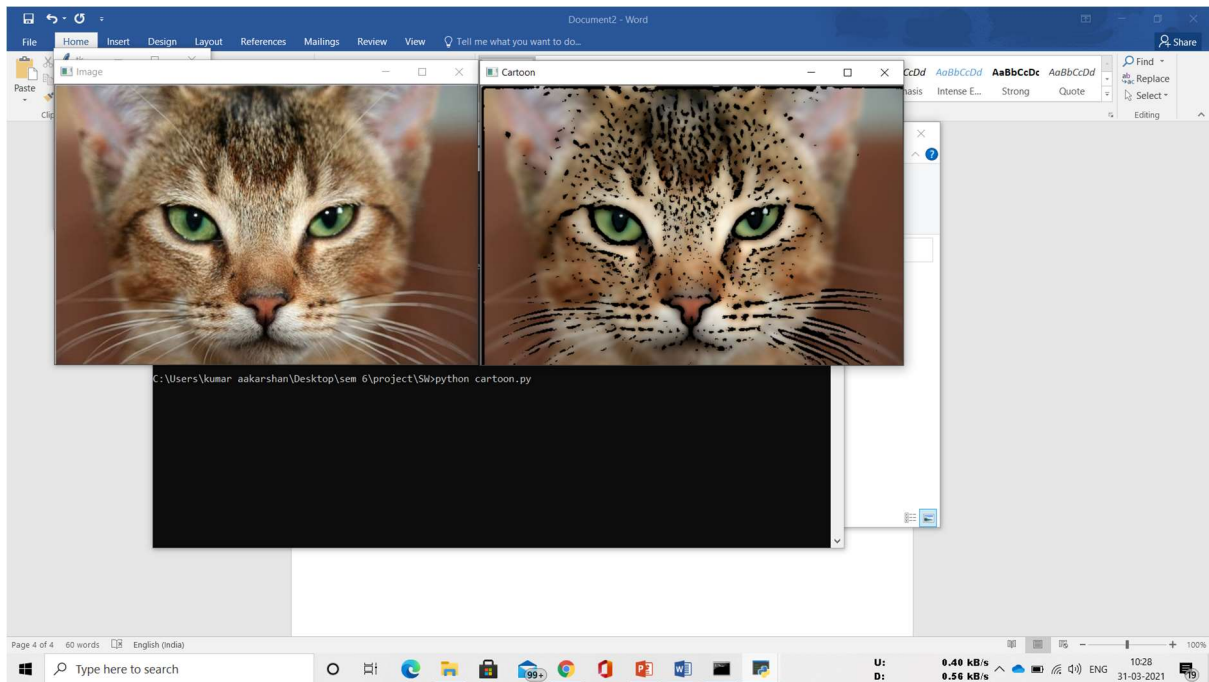 Document2 - Word
File Home Insert Design Layout References Mailings Review View Tell me what you want to do... Share
Image
Cartoon
Paste
CcDd AaBbCcDd AaBbCcDc AaBbCcDd
hasis Intense E... Strong Quote
Find
Replace
Select
Clip
Editing
C:\Users\kumar aakarshan\Desktop\sem 6\project\SW>python cartoon.py
Page 4 of 4 60 words English (India) 100%
Type here to search
99+
U: 0.40 kB/s
D: 0.56 kB/s
ENG
10:28
31-03-2021
19